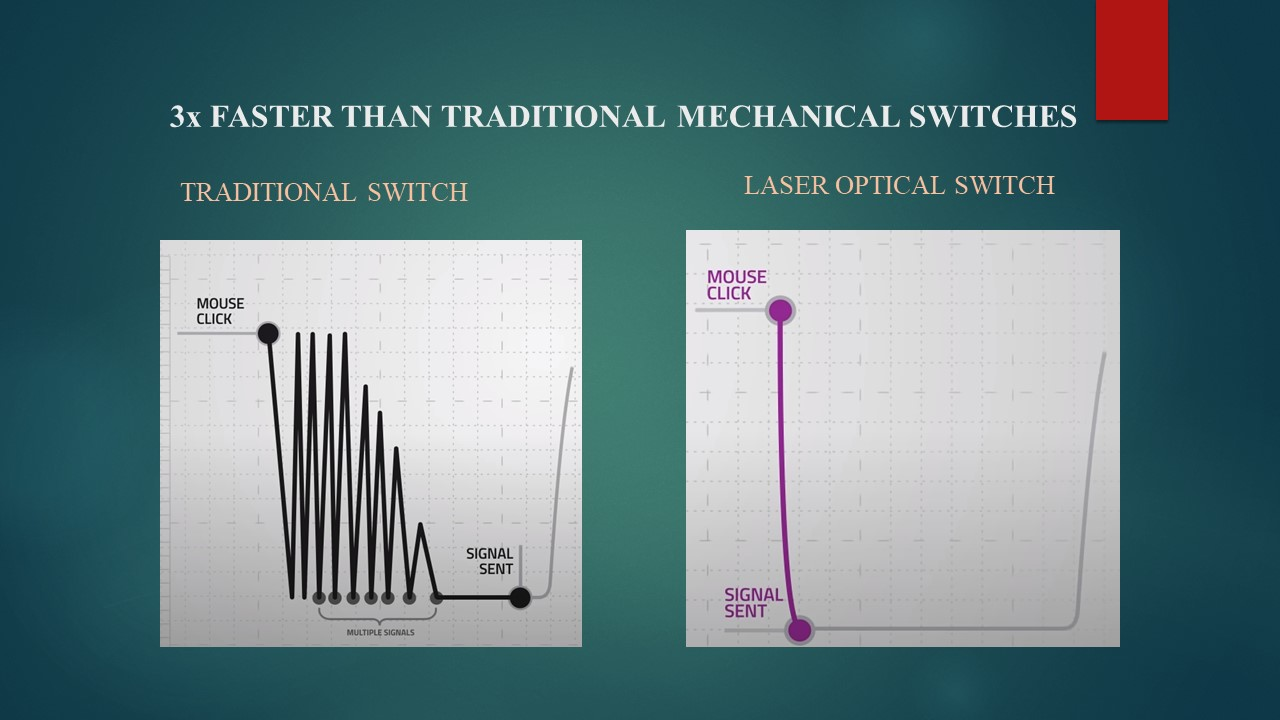 3x FASTER THAN TRADITIONAL MECHANICAL SWITCHES
TRADITIONAL SWITCH
LASER OPTICAL SWITCH
MOUSE
CLICK
SIGNAL
SENT
MULTIPLE SIGNALS
MOUSE
CLICK
SIGNAL
SENT